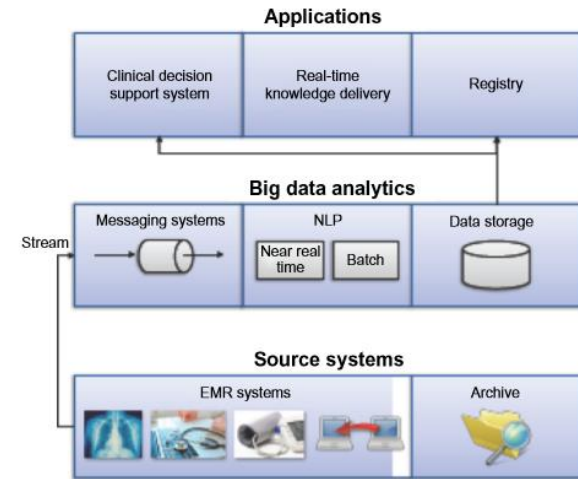 Applications
Clinical decision
support system
Real-time
knowledge delivery
Registry
Big data analytics
Messaging systems
NLP
Data storage
Stream
Near real
time
Batch
Source systems
EMR systems
Archive